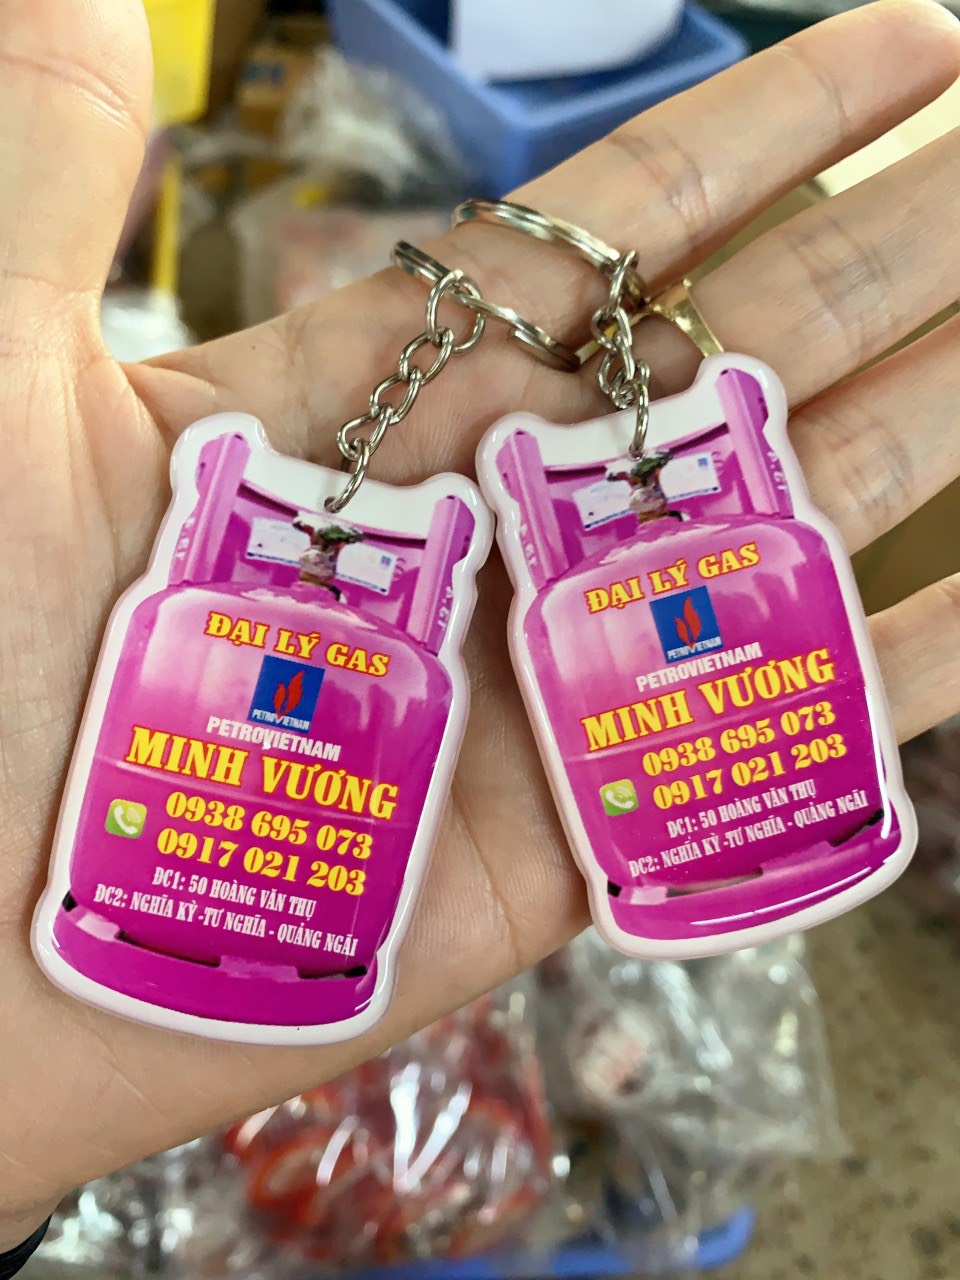 ĐẠI LÝ GAS
PETROVIETNAM
PETROVIETNAM
MINH VƯƠNG
0938 695 073
0917 021 203
ĐC1: 50 HOÀNG VĂN THỤ
ĐC2: NGHĨA KỲ -TƯ NGHĨA - QUẢNG NGÃI
ĐẠI LÝ GAS
PETROVIETNAM
PETROVIETNAM
MINH VƯƠNG
0938 695 073
0917 021 203
ĐC1: 50 HOÀNG VĂN THỤ
ĐC2: NGHĨA KỲ -TƯ NGHĨA - QUẢNG NGÃI